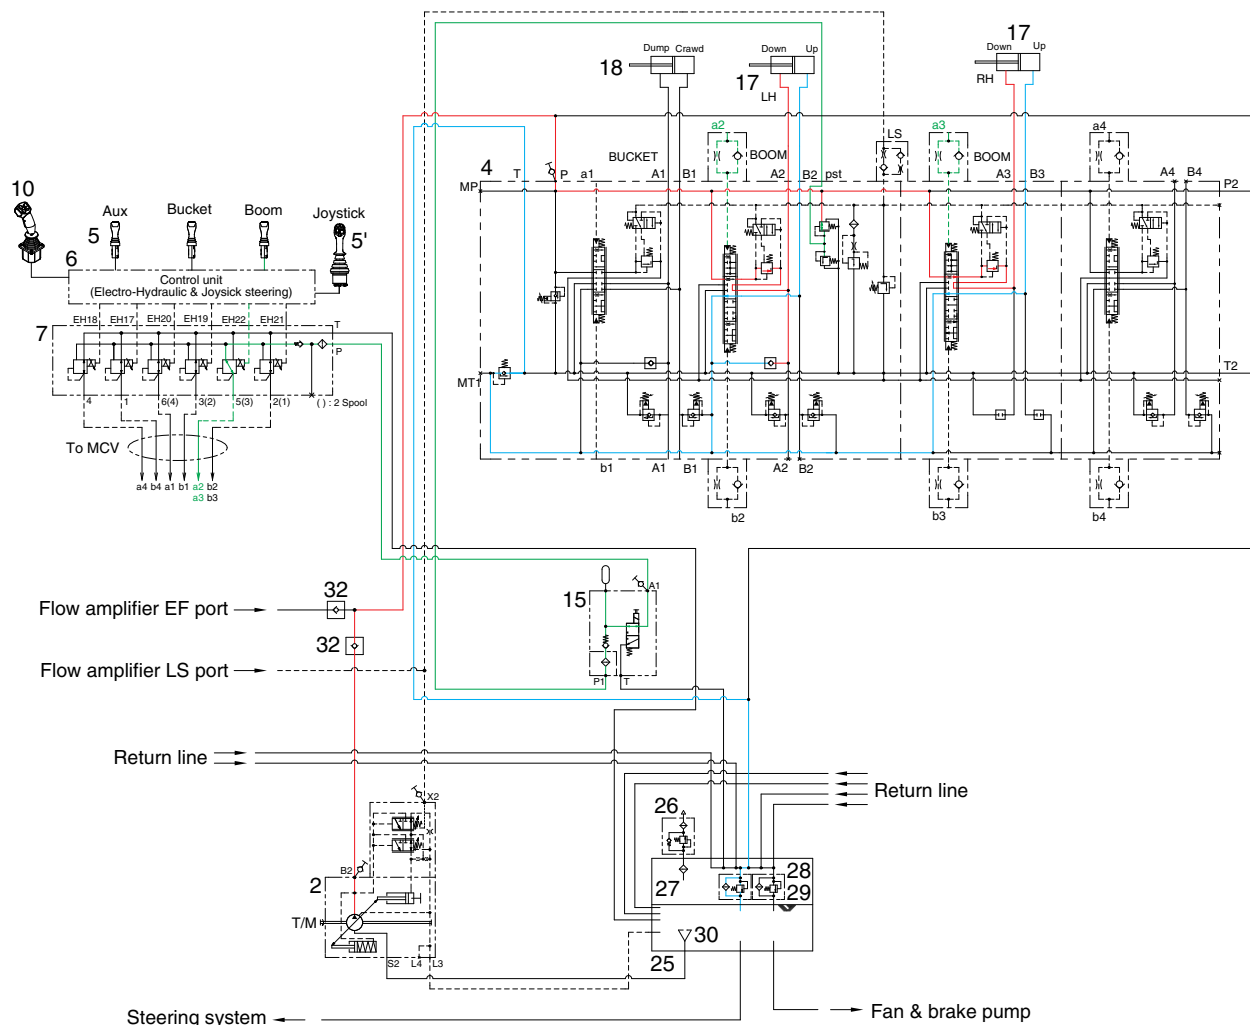 17
Dump Crawd
Down Up
Down Up
18
17
RH
LH
a2
LS
a3
a4
BUCKET
BOOM
BOOM
4
T P a1 A1 B1 A2 B2 pst A3 B3 A4 B4
MP
P2
10
Aux
Bucket
Boom
Joystick
5
5'
6
Control unit
(Electro-Hydraulic & Joysick steering)
EH18 EH17 EH20 EH19 EH22 EH21
T
7
P
MT1
T2
4 1 6(4) 3(2) 5(3) 2(1) ( ) : 2 Spool
To MCV
b1 A1 B1 A2 B2
a4 b4 a1 b1 a2 b2
a3 b3
b2 b3 b4
A1
32
15
Flow amplifier EF port
32
Flow amplifier LS port
P1 T
Return line
X2
Return line
26
B2
2
28
27
29
T/M
30
S2 L4 L3
25
Steering system
Fan & brake pump